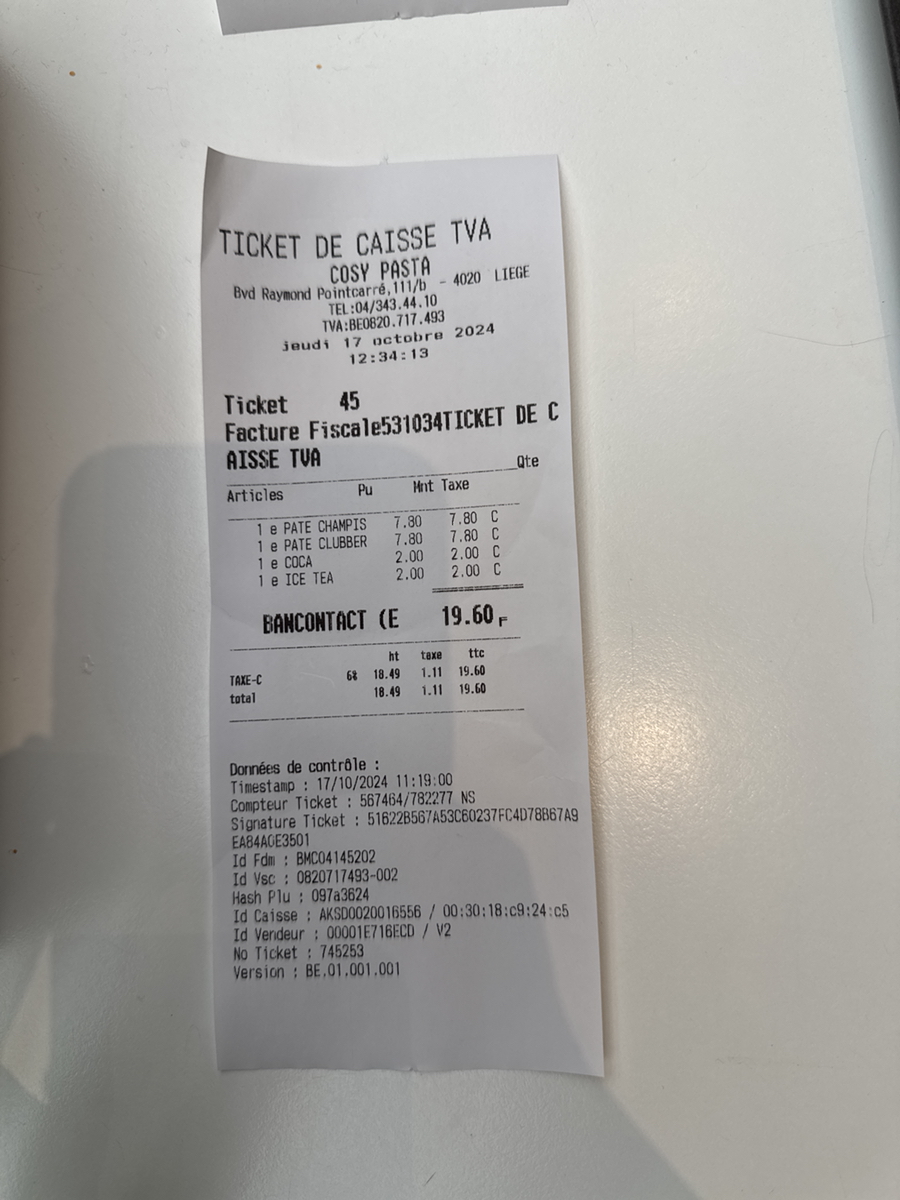 TICKET DE CAISSE TVA
COSY PASTA
Bvd Raymond Pointcarré,111/b - 4020 LIEGE
TEL:04/343.44.10
TVA:BE0820.717.493
jeudi 17 octobre 2024
12:34:13
Ticket 45
Facture Fiscale531034TICKET DE C
AISSE TVA
Qte
Articles Pu Mnt Taxe
1 e PATE CHAMPIS 7.80 7.80 C
1 e PATE CLUBBER 7.80 7.80 C
1 e COCA 2.00 2.00 C
1 e ICE TEA 2.00 2.00 C
BANCONTACT (E 19.60 F
ht taxe ttc
TAXE-C 6% 18.49 1.11 19.60
total 18.49 1.11 19.60
Données de contrôle :
Timestamp : 17/10/2024 11:19:00
Compteur Ticket : 567464/782277 NS
Signature Ticket : 51622B567A53C60237FC4D78B67A9
EA84A0E3501
Id Fdm : BMC04145202
Id Vsc : 0820717493-002
Hash Plu : 097a3624
Id Caisse : AKSD0020016556 / 00:30:18:c9:24:c5
Id Vendeur : 00001E716ECD / V2
No Ticket : 745253
Version : BE.01.001.001